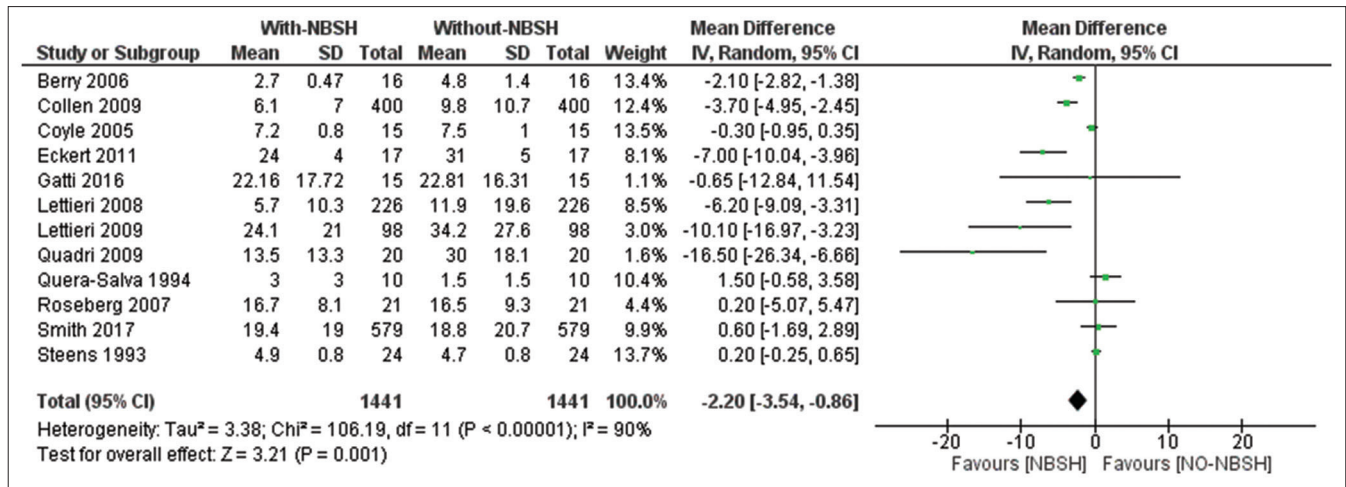 With-NBSH Without-NBSH Mean Difference Mean Difference
Study or Subgroup Mean SD Total Mean SD Total Weight IV, Random, 95% CI IV, Random, 95% CI
Berry 2006 2.7 0.47 16 4.8 1.4 16 13.4% -2.10 [-2.82, -1.38]
Collen 2009 6.1 7 400 9.8 10.7 400 12.4% -3.70 [-4.95, -2.45]
Coyle 2005 7.2 0.8 15 7.5 1 15 13.5% -0.30 [-0.95, 0.35]
Eckert 2011 24 4 17 31 5 17 8.1% -7.00 [-10.04, -3.96]
Gatti 2016 22.16 17.72 15 22.81 16.31 15 1.1% -0.65 [-12.84, 11.54]
Lettieri 2008 5.7 10.3 226 11.9 19.6 226 8.5% -6.20 [-9.09, -3.31]
Lettieri 2009 24.1 21 98 34.2 27.6 98 3.0% -10.10 [-16.97, -3.23]
Quadri 2009 13.5 13.3 20 30 18.1 20 1.6% -16.50 [-26.34, -6.66]
Quera-Salva 1994 3 3 10 1.5 1.5 10 10.4% 1.50 [-0.58, 3.58]
Roseberg 2007 16.7 8.1 21 16.5 9.3 21 4.4% 0.20 [-5.07, 5.47]
Smith 2017 19.4 19 579 18.8 20.7 579 9.9% 0.60 [-1.69, 2.89]
Steens 1993 4.9 0.8 24 4.7 0.8 24 13.7% 0.20 [-0.25, 0.65]
Total (95% CI) 1441 1441 100.0% -2.20 [-3.54, -0.86]
Heterogeneity: Tau² = 3.38; Chi² = 106.19, df = 11 (P < 0.00001); I² = 90%
Test for overall effect: Z = 3.21 (P = 0.001)
-20 -10 0 10 20
Favours [NBSH] Favours [NO-NBSH]